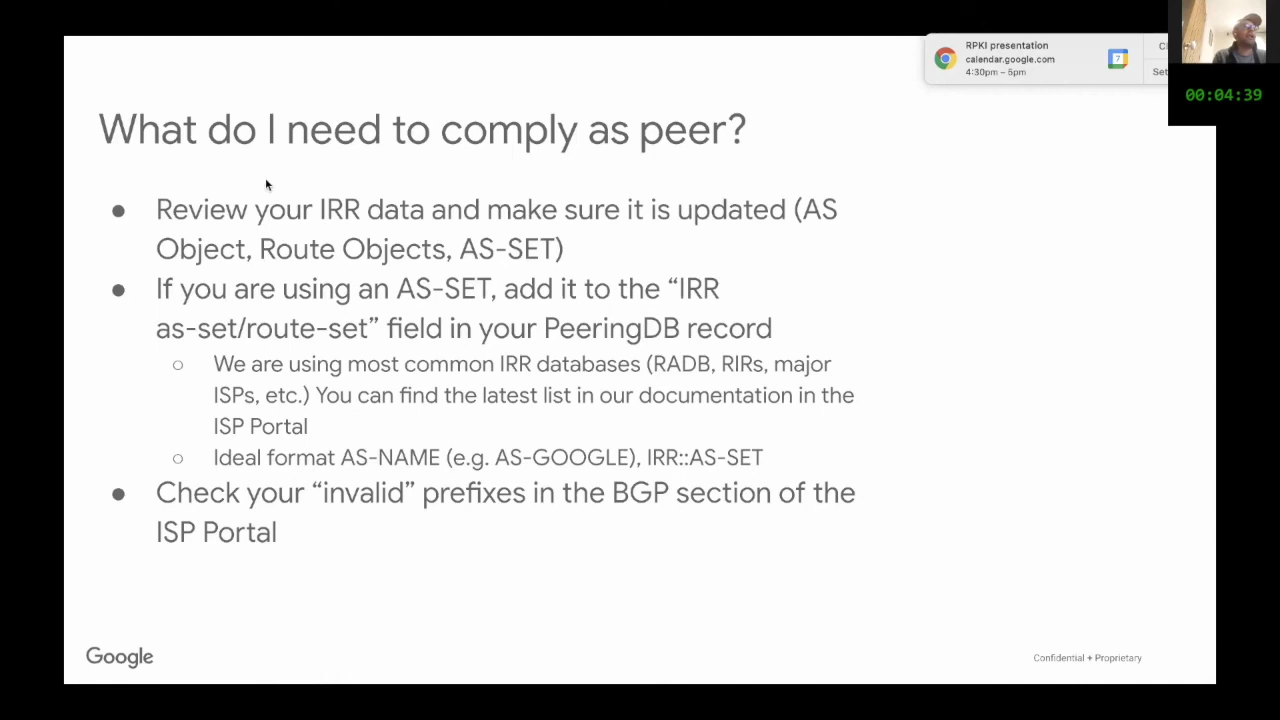 RPKI presentation
calendar.google.com
4:30pm – 5pm
7
Cl
Set
00:04:39
What do I need to comply as peer?
● Review your IRR data and make sure it is updated (AS
Object, Route Objects, AS-SET)
● If you are using an AS-SET, add it to the “IRR
as-set/route-set” field in your PeeringDB record
○ We are using most common IRR databases (RADB, RIRs, major
ISPs, etc.) You can find the latest list in our documentation in the
ISP Portal
○ Ideal format AS-NAME (e.g. AS-GOOGLE), IRR::AS-SET
● Check your “invalid” prefixes in the BGP section of the
ISP Portal
Google
Confidential + Proprietary